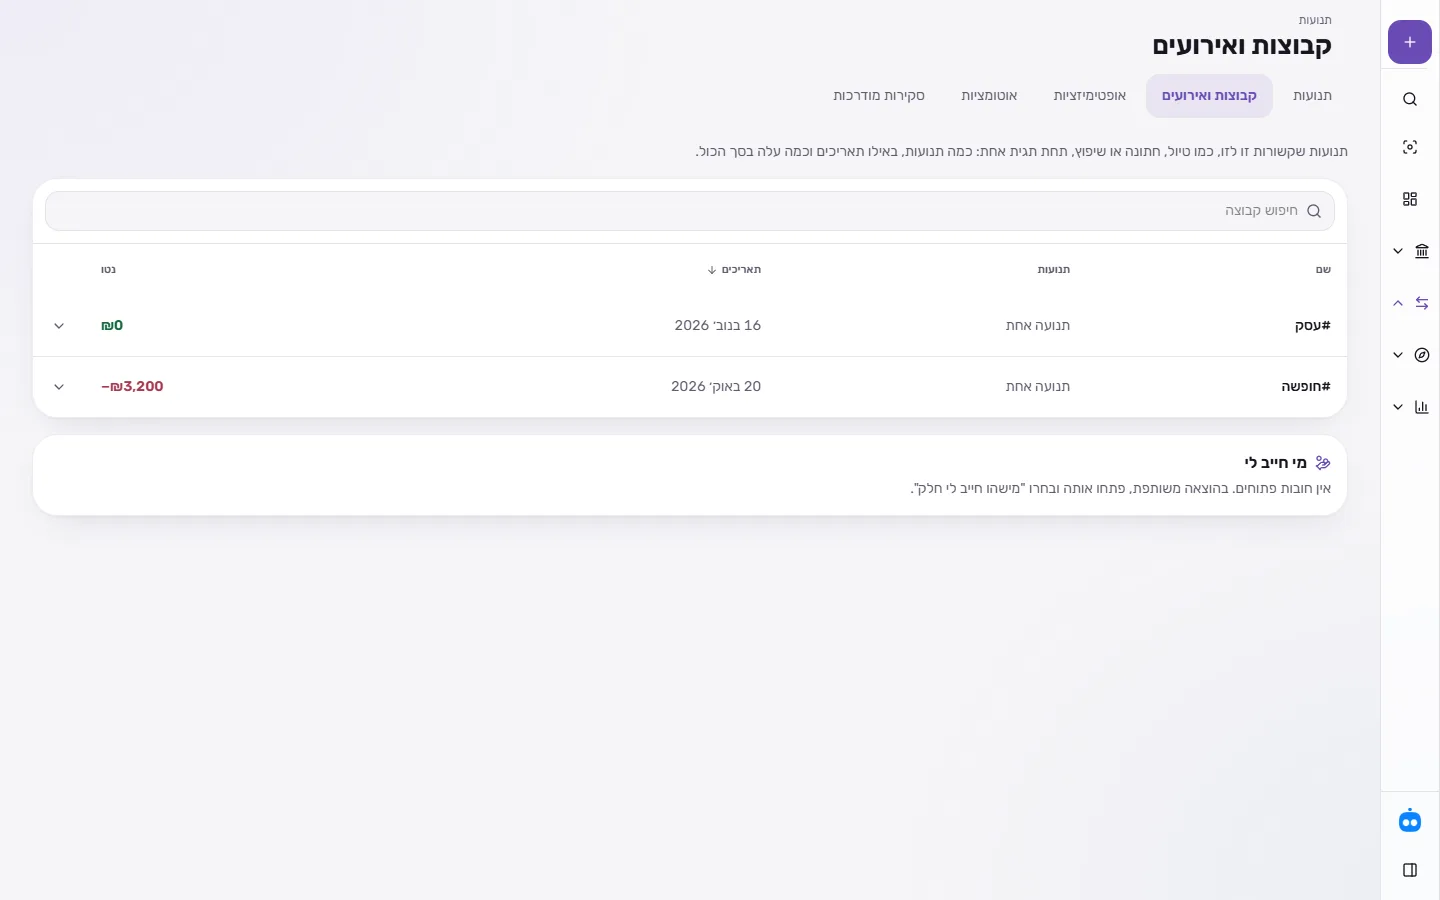 תנועות
קבוצות ואירועים
תנועות קבוצות ואירועים אופטימיזציות אוטומציות סקירות מודרכות
תנועות שקשורות זו לזו, כמו טיול, חתונה או שיפוץ, תחת תגית אחת: כמה תנועות, באילו תאריכים וכמה עלה בסך הכול.
חיפוש קבוצה
שם תנועות תאריכים ↓ נטו
#עסק תנועה אחת 16 בנוב׳ 2026 ₪0
#חופשה תנועה אחת 20 באוק׳ 2026 −₪3,200
מי חייב לי
אין חובות פתוחים. בהוצאה משותפת, פתחו אותה ובחרו "מישהו חייב לי חלק".